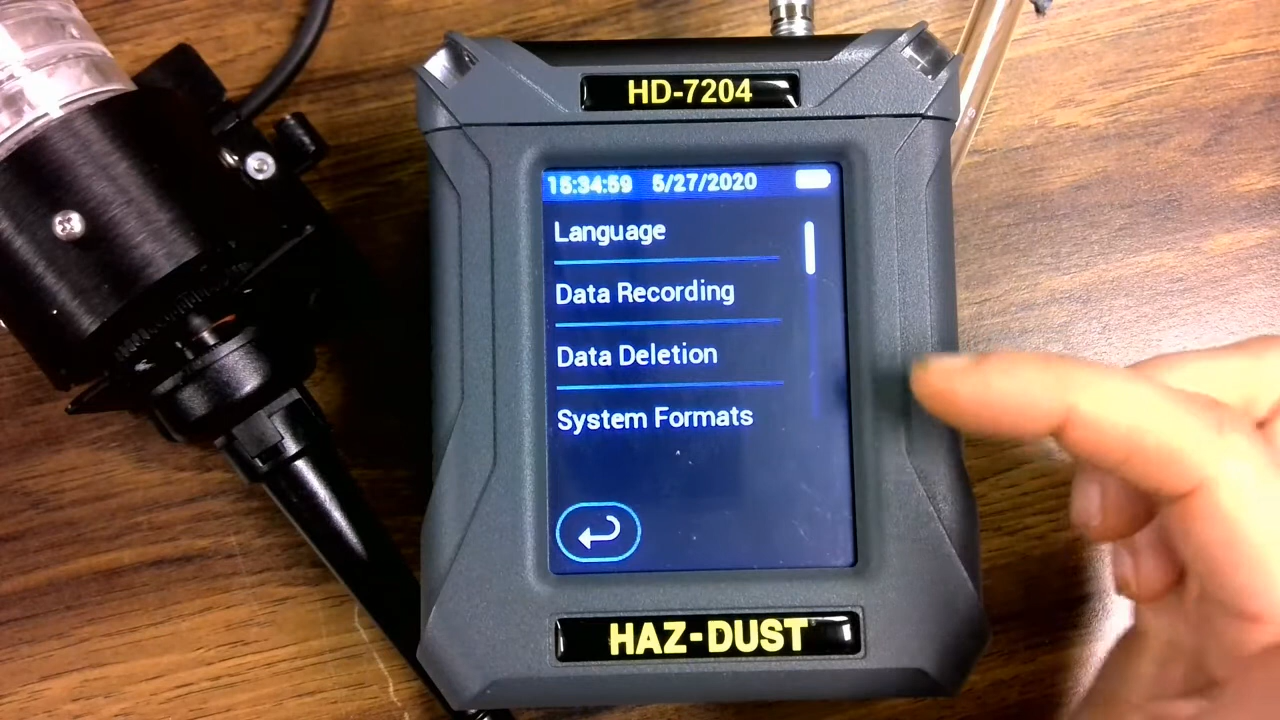 HD-7204
15:34:59 5/27/2020
Language
Data Recording
Data Deletion
System Formats
HAZ-DUST